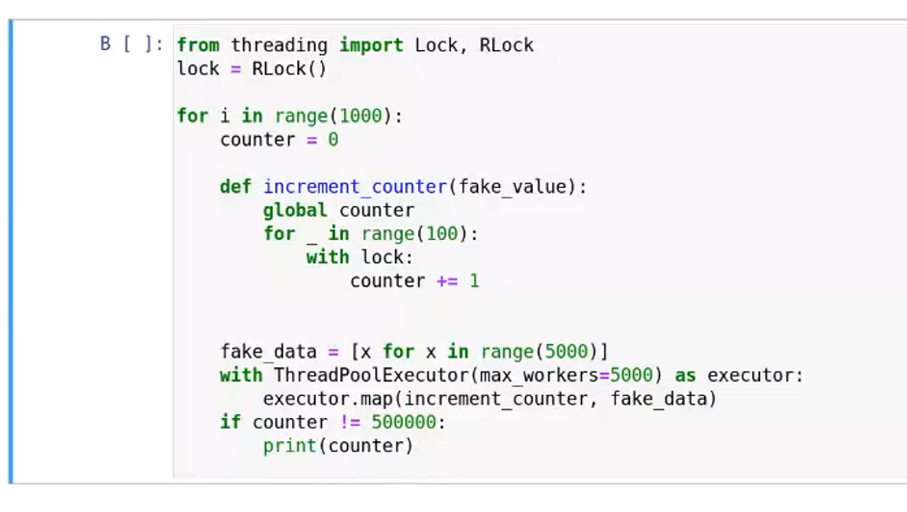 B [ ]: from threading import Lock, RLock
lock = RLock()
for i in range(1000):
    counter = 0
    def increment_counter(fake_value):
        global counter
        for _ in range(100):
            with lock:
                counter += 1
    fake_data = [x for x in range(5000)]
    with ThreadPoolExecutor(max_workers=5000) as executor:
        executor.map(increment_counter, fake_data)
    if counter != 500000:
        print(counter)